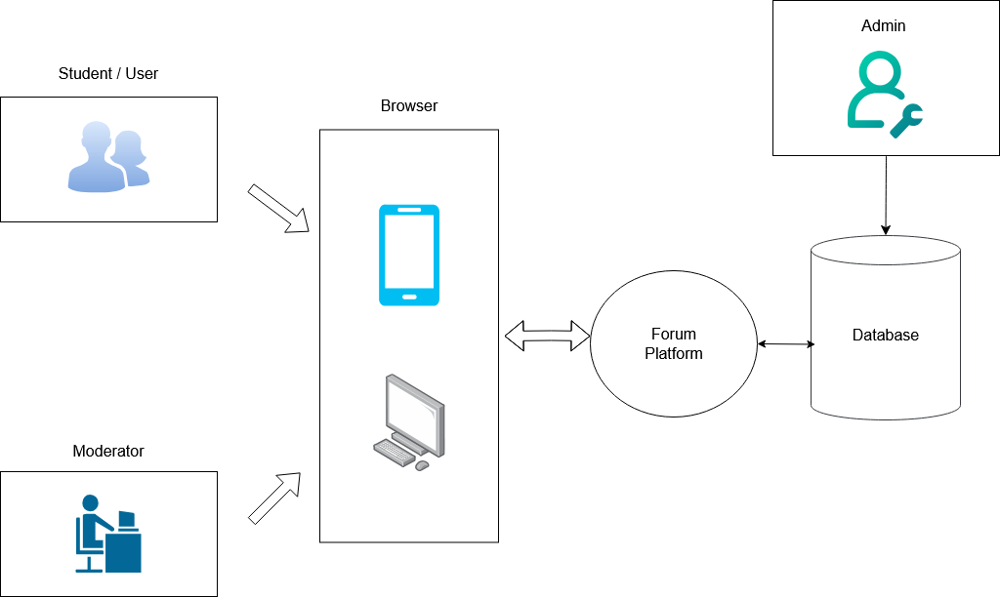 Admin
Student / User
Browser
Forum
Platform
Database
Moderator